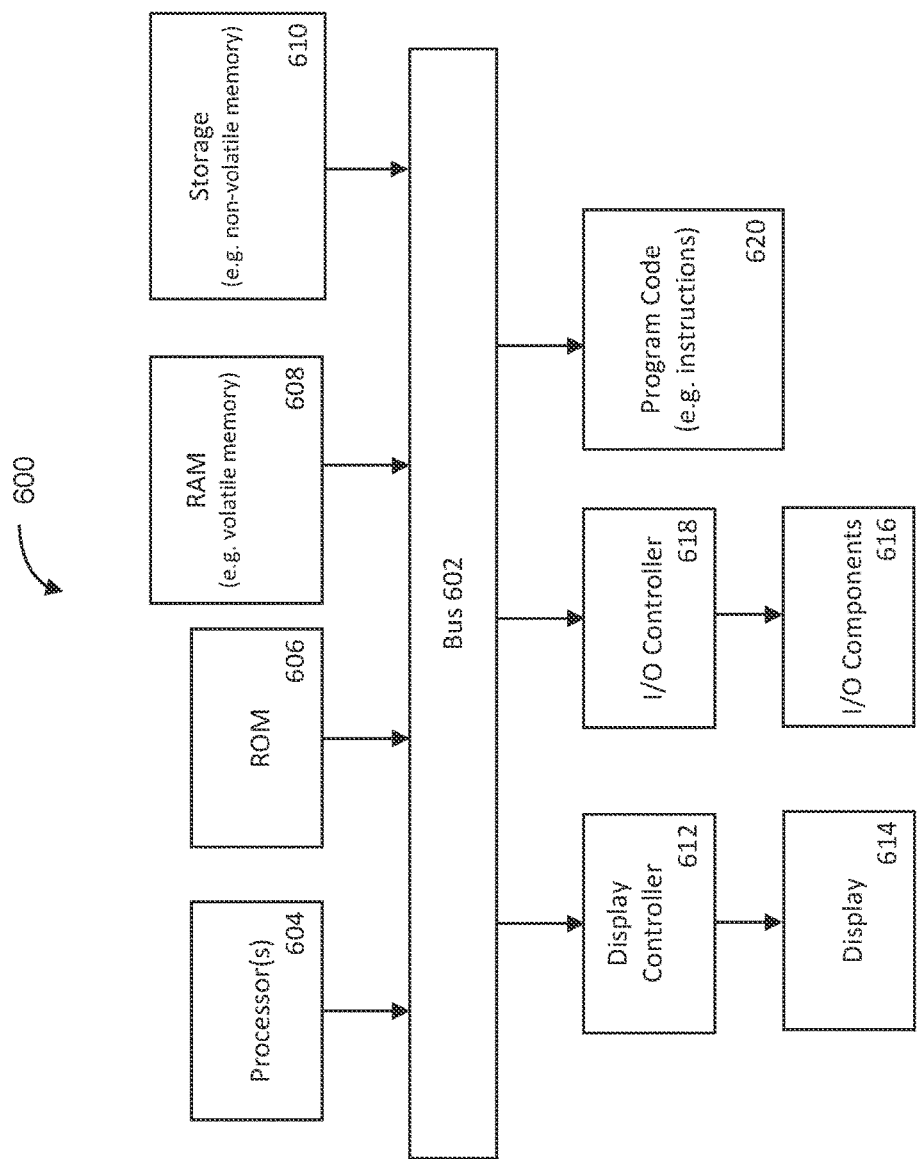 600
Processor(s)
604
ROM
606
RAM
(e.g. volatile memory)
608
Storage
(e.g. non-volatile memory)
610
Bus 602
Display
Controller
612
I/O Controller
618
Program Code
(e.g. instructions)
620
Display
614
I/O Components
616